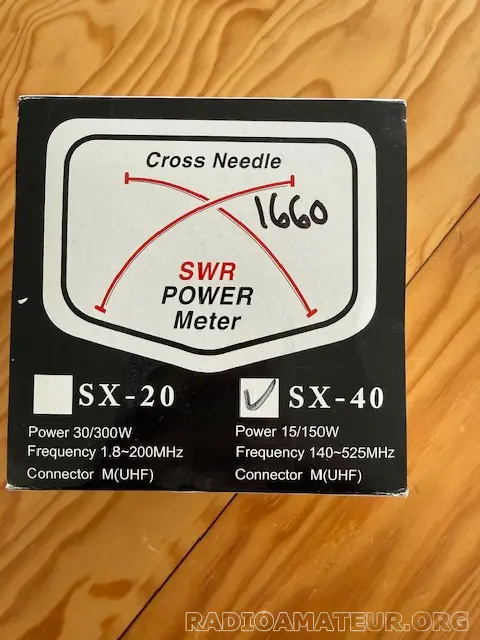 Cross Needle
1660
SWR
POWER
Meter
SX-20
Power 30/300W
Frequency 1.8~200MHz
Connector M(UHF)
SX-40
Power 15/150W
Frequency 140~525MHz
Connector M(UHF)
RADIOAMATEUR.ORG